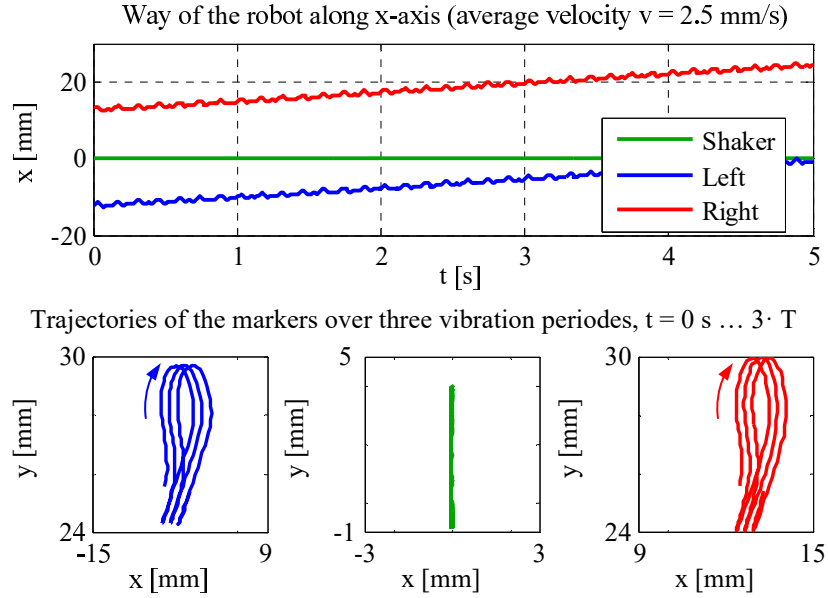 Way of the robot along x-axis (average velocity v = 2.5 mm/s)
x [mm]
20
0
-20
Shaker
Left
Right
0 1 2 3 4 5
t [s]
Trajectories of the markers over three vibration periodes, t = 0 s … 3· T
y [mm]
30
24
-15 9
x [mm]
y [mm]
5
-1
-3 3
x [mm]
y [mm]
30
24
9 15
x [mm]